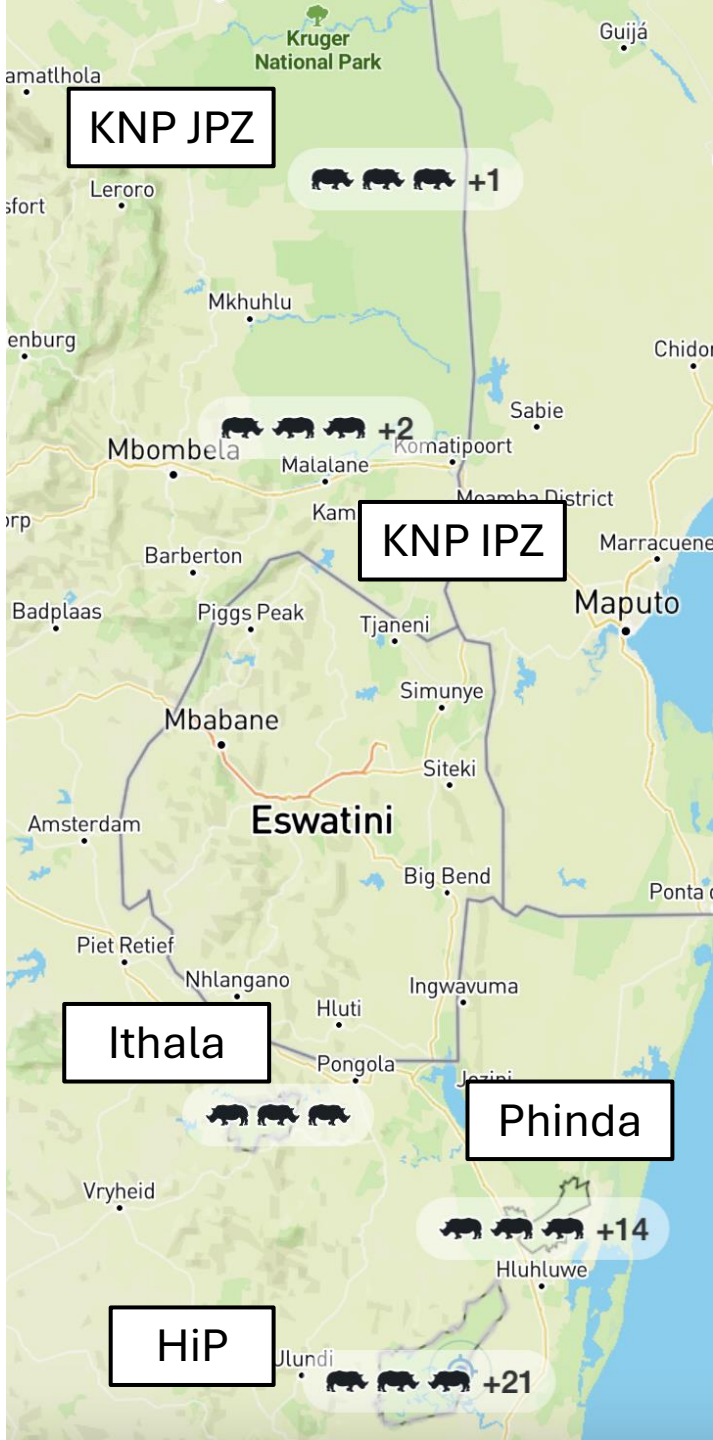 Kruger
National Park
Guijá
amatlhola
KNP JPZ
+1
Leroro
sfort
Mkhuhlu
enburg
Chidor
Sabie
+2
Mbombela
Komatipoort
Malalane
Moamba District
orp
Kam
KNP IPZ
Marracuene
Barberton
Maputo
Badplaas
Piggs Peak
Tjaneni
Simunye
Mbabane
Siteki
Eswatini
Amsterdam
Big Bend
Ponta
Piet Retief
Nhlangano
Ingwavuma
Hluti
Ithala
Pongola
Jozini
Phinda
Vryheid
+14
Hluhluwe
HiP
Ulundi
+21